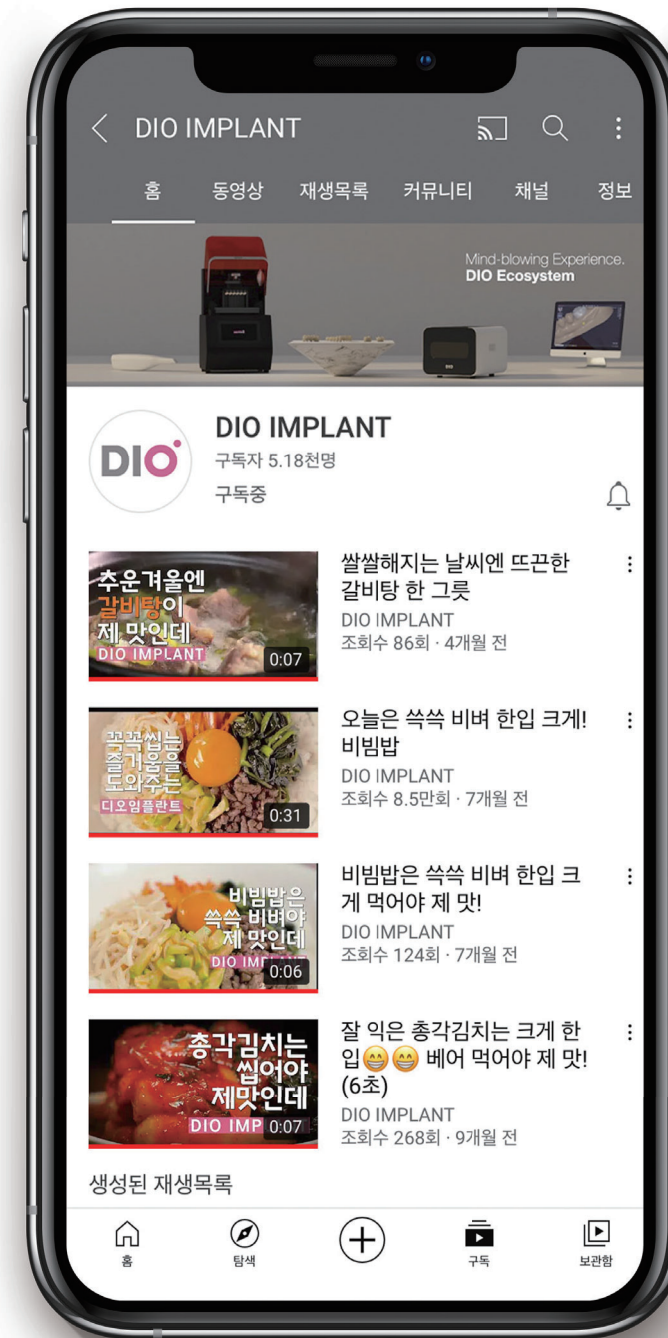 DIO IMPLANT
홈 동영상 재생목록 커뮤니티 채널 정보
Mind-blowing Experience.
DIO Ecosystem
DIO
DIO IMPLANT
구독자 5.18천명
구독중
추운겨울엔
갈비탕이
제 맛인데
DIO IMPLANT
0:07
쌀쌀해지는 날씨엔 뜨끈한
갈비탕 한 그릇
DIO IMPLANT
조회수 86회 · 4개월 전
꼭꼭씹는
즐거움을
도와주는
디오임플란트
0:31
오늘은 쓱쓱 비벼 한입 크게!
비빔밥
DIO IMPLANT
조회수 8.5만회 · 7개월 전
비빔밥은
쓱쓱 비벼야
제 맛인데
DIO IM
0:06
비빔밥은 쓱쓱 비벼 한입 크
게 먹어야 제 맛!
DIO IMPLANT
조회수 124회 · 7개월 전
총각김치는
씹어야
제맛인데
DIO IMP
0:07
잘 익은 총각김치는 크게 한
입😁😁 베어 먹어야 제 맛!
(6초)
DIO IMPLANT
조회수 268회 · 9개월 전
생성된 재생목록
홈 탐색 구독 보관함